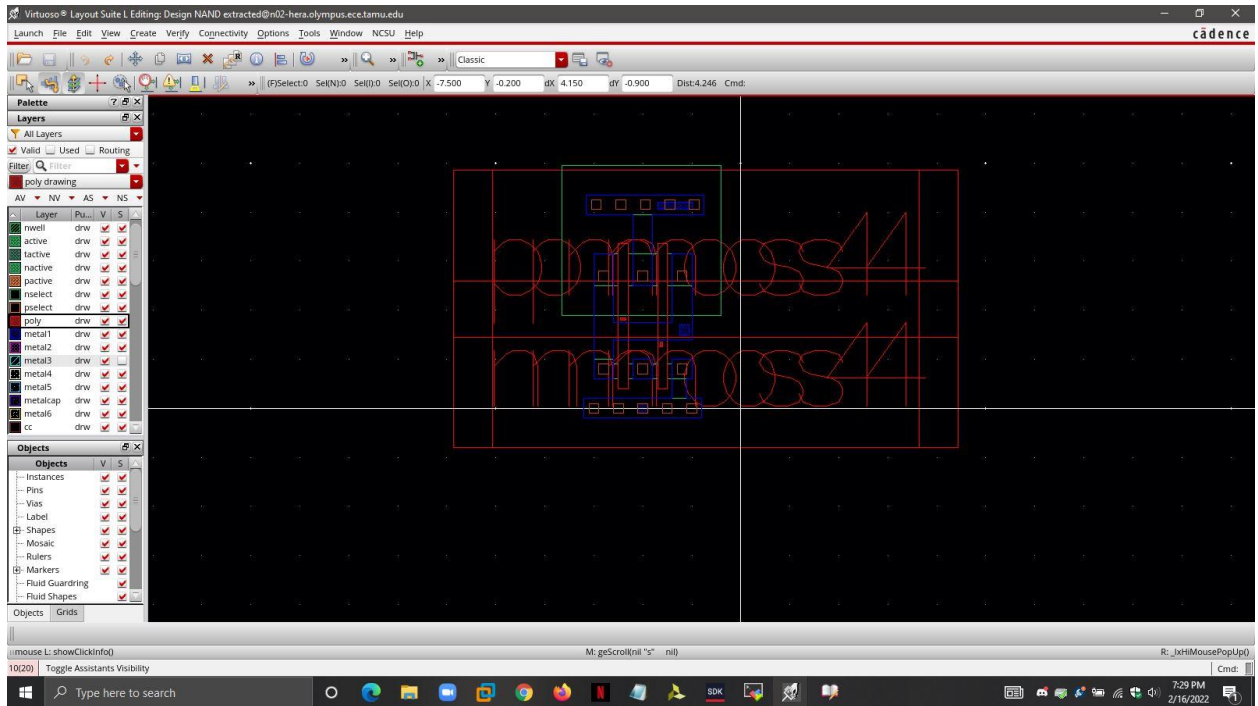 Virtuoso® Layout Suite L Editing: Design NAND extracted@n02-hera.olympus.ece.tamu.edu
Launch File Edit View Create Verify Connectivity Options Tools Window NCSU Help
cādence
» » » Classic
» (F)Select:0 Sel(N):0 Sel(I):0 Sel(O):0 X -7.500 Y -0.200 dX 4.150 dY -0.900 Dist:4.246 Cmd:
Palette
Layers
All Layers
Valid Used Routing
Filter Filter
poly drawing
AV NV AS NS
Layer Pu... V S
nwell drw
active drw
tactive drw
nactive drw
pactive drw
nselect drw
pselect drw
poly drw
metal1 drw
metal2 drw
metal3 drw
metal4 drw
metal5 drw
metalcap drw
metal6 drw
cc drw
Objects
Objects V S
Instances
Pins
Vias
Label
Shapes
Mosaic
Rulers
Markers
Fluid Guardring
Fluid Shapes
Objects Grids
mouse L: showClickInfo() M: geScroll(nil "s" nil) R: _lxHiMousePopUp()
10(20) Toggle Assistants Visibility Cmd:
Type here to search
SDK
7:29 PM
2/16/2022